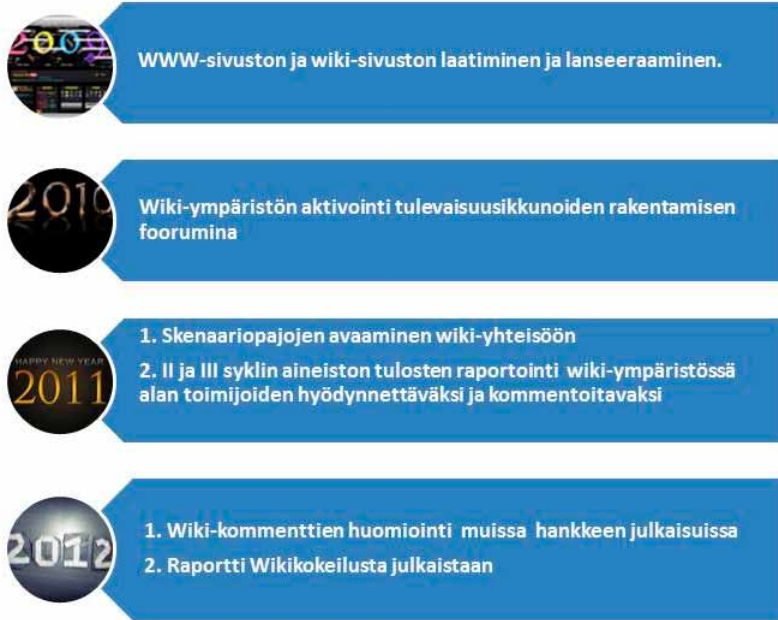 2009
WWW-sivuston ja wiki-sivuston laatiminen ja lanseeraaminen.
2010
Wiki-ympäristön aktivointi tulevaisuusikkunoiden rakentamisen
foorumina
HAPPY NEW YEAR
2011
1. Skenaariopajojen avaaminen wiki-yhteisöön
2. II ja III syklin aineiston tulosten raportointi wiki-ympäristössä
alan toimijoiden hyödynnettäväksi ja kommentoitavaksi
2012
1. Wiki-kommenttien huomiointi muissa hankkeen julkaisuissa
2. Raportti Wikikokeilusta julkaistaan